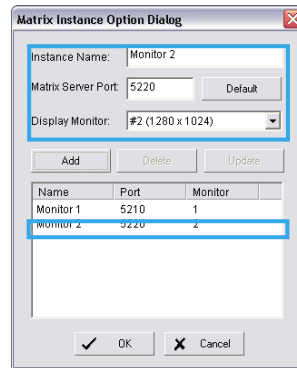 Matrix Instance Option Dialog
Instance Name: Monitor 2
Matrix Server Port: 5220 Default
Display Monitor: #2 (1280 x 1024)
Add Delete Update
Name Port Monitor
Monitor 1 5210 1
Monitor 2 5220 2
OK Cancel